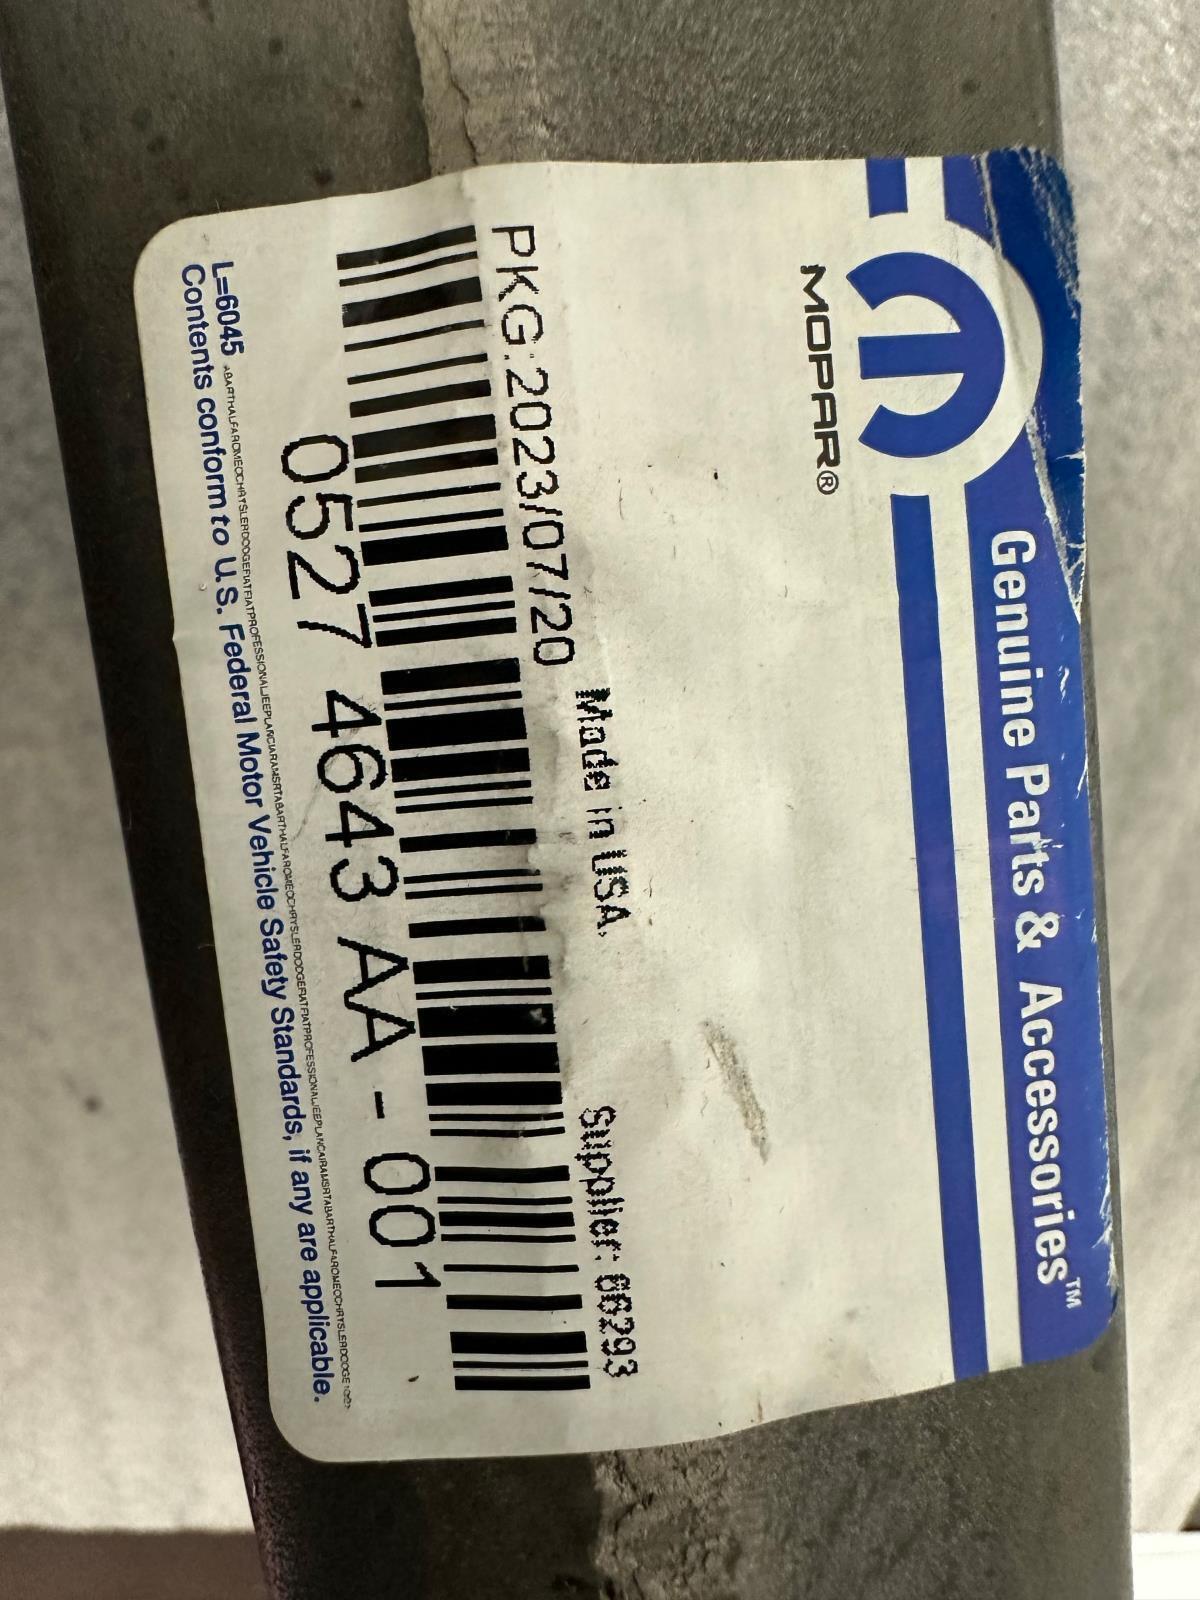 Genuine Parts & Accessories™
MOPAR®
Made in USA.
Supplier: 06293
PKG:2023/07/20
0527 4643 AA - 001
L=6045
Contents conform to U.S. Federal Motor Vehicle Safety Standards, if any are applicable.